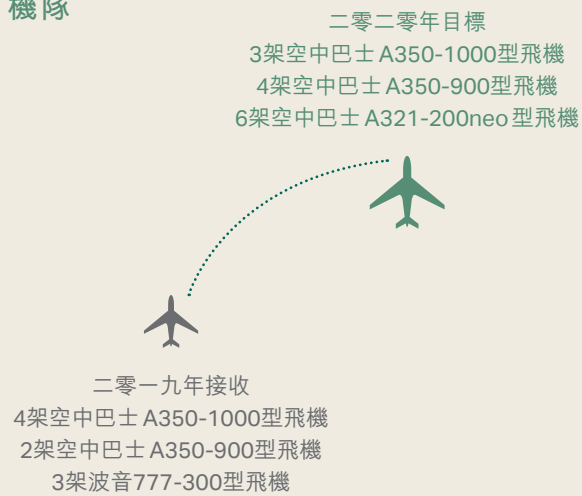 機隊
二零二零年目標
3架空中巴士A350-1000型飛機
4架空中巴士A350-900型飛機
6架空中巴士A321-200neo型飛機
二零一九年接收
4架空中巴士A350-1000型飛機
2架空中巴士A350-900型飛機
3架波音777-300型飛機